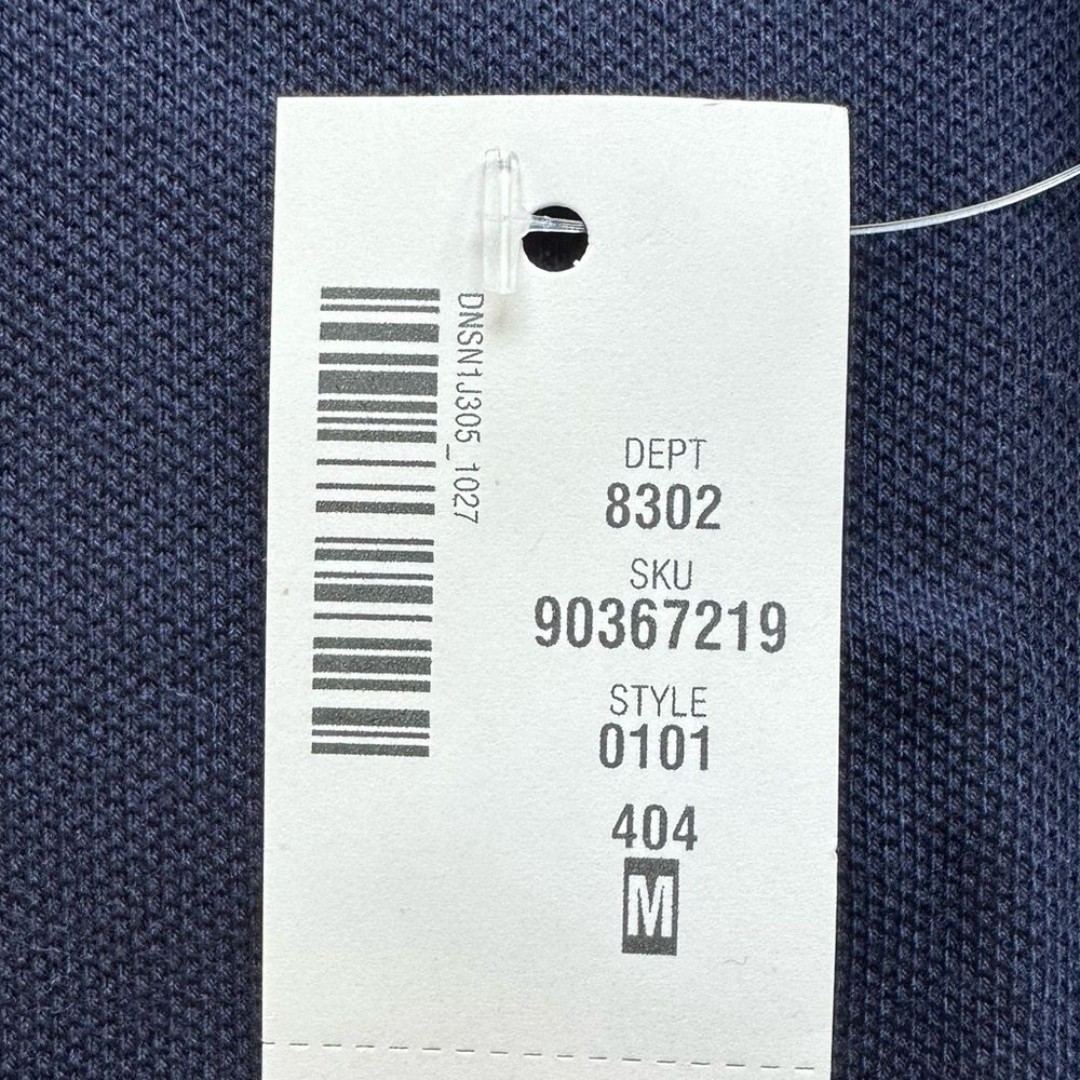 DNSN1J305_1027
DEPT
8302
SKU
90367219
STYLE
0101
404
M